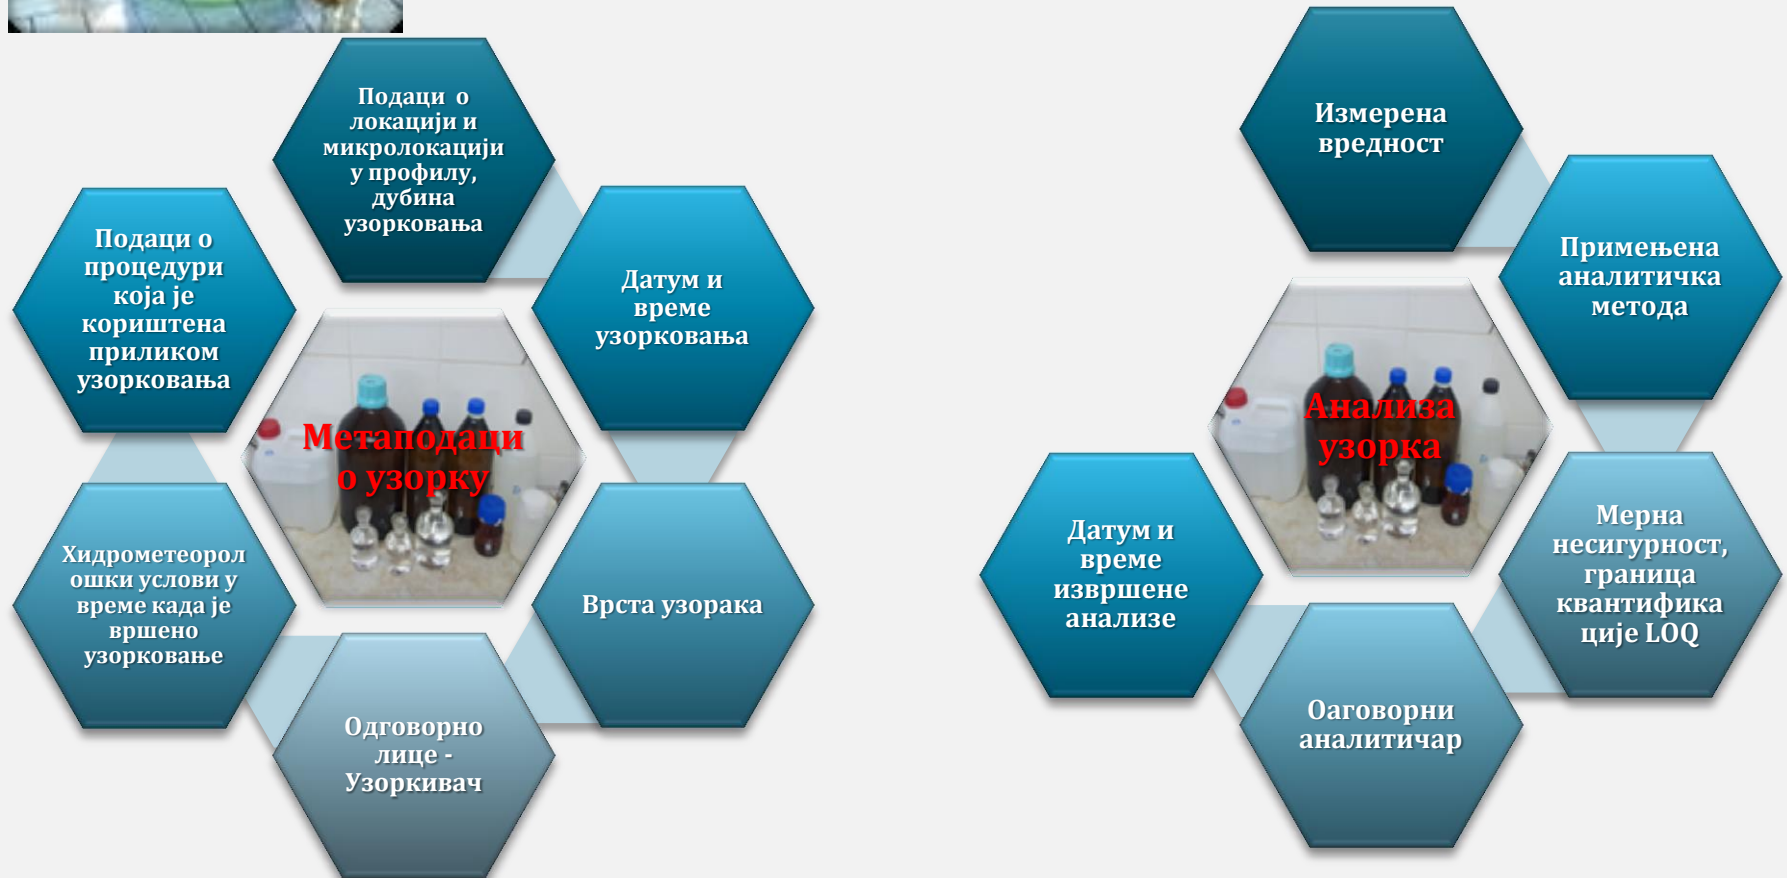 Подаци о
локацији и
микролокацији
у профилу,
дубина
узорковања
Датум и
време
узорковања
Врста узорака
Одговорно
лице -
Узоркивач
Хидрометеорол
ошки услови у
време када је
вршено
узорковање
Подаци о
процедури
која је
кориштена
приликом
узорковања
Метаподаци
о узорку
Измерена
вредност
Примењена
аналитичка
метода
Мерна
несигурност,
граница
квантифика
ције LOQ
Оаговорни
аналитичар
Датум и
време
извршене
анализе
Анализа
узорка